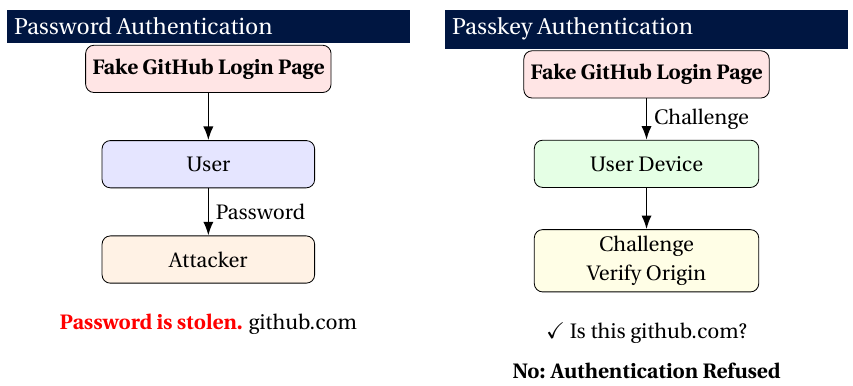 Password Authentication
Fake GitHub Login Page
User
Password
Attacker
Password is stolen. github.com
Passkey Authentication
Fake GitHub Login Page
Challenge
User Device
Challenge
Verify Origin
✓ Is this github.com?
No: Authentication Refused